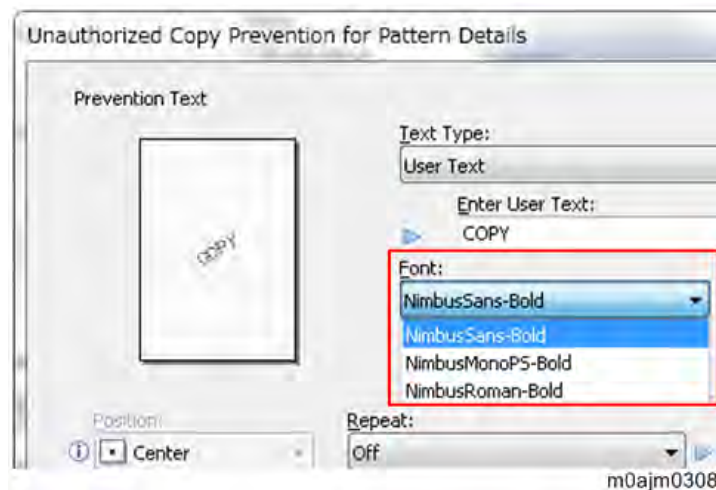 Unauthorized Copy Prevention for Pattern Details
Prevention Text
COPY
Text Type:
User Text
Enter User Text:
COPY
Font:
NimbusSans-Bold
NimbusSans-Bold
NimbusMonoPS-Bold
NimbusRoman-Bold
Position:
Center
Repeat:
Off
m0ajm0308